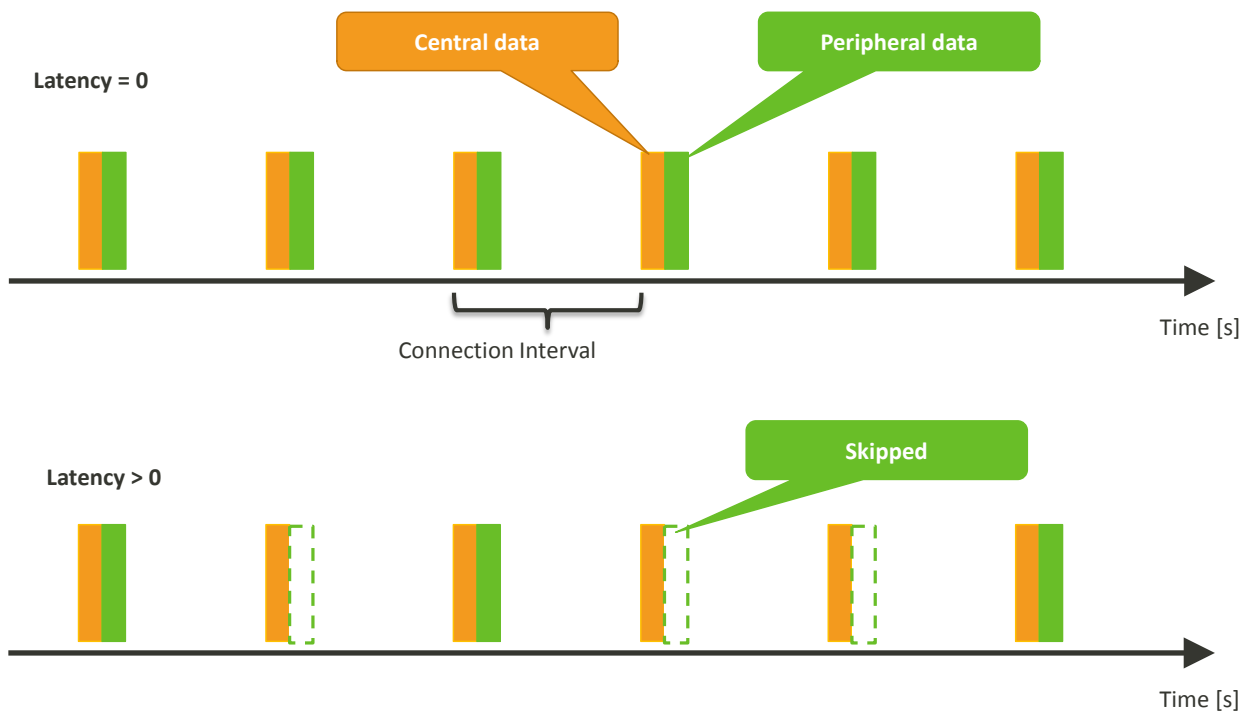 Central data
Peripheral data
Latency = 0
Time [s]
Connection Interval
Skipped
Latency > 0
Time [s]